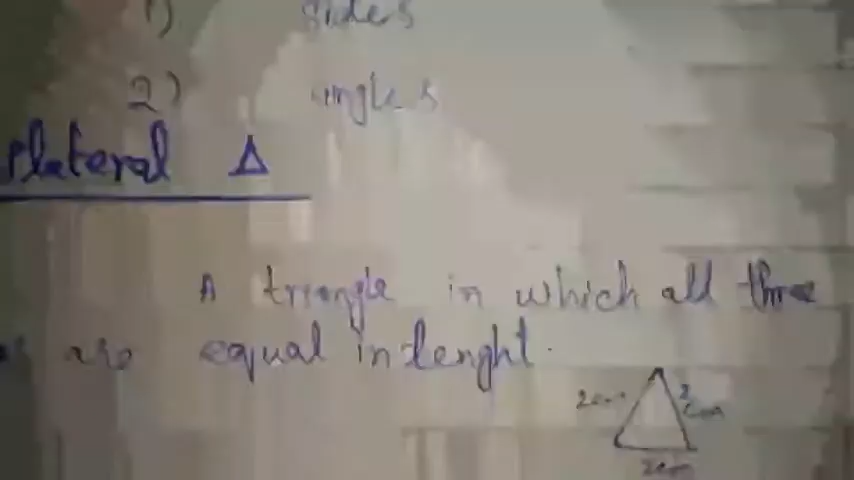 1) sides
2) angles
lateral Δ
A triangle in which all three
are equal in lenght.
2cm 2cm
2cm